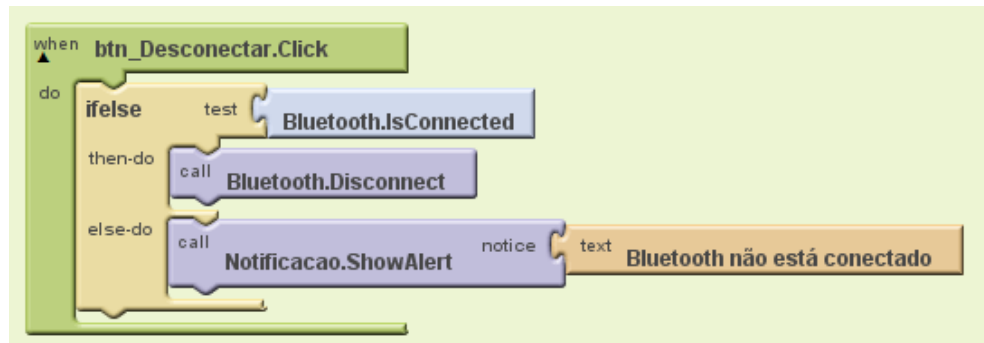 when btn_Desconectar.Click
do
ifelse test Bluetooth.IsConnected
then-do call Bluetooth.Disconnect
else-do call Notificacao.ShowAlert notice text Bluetooth não está conectado